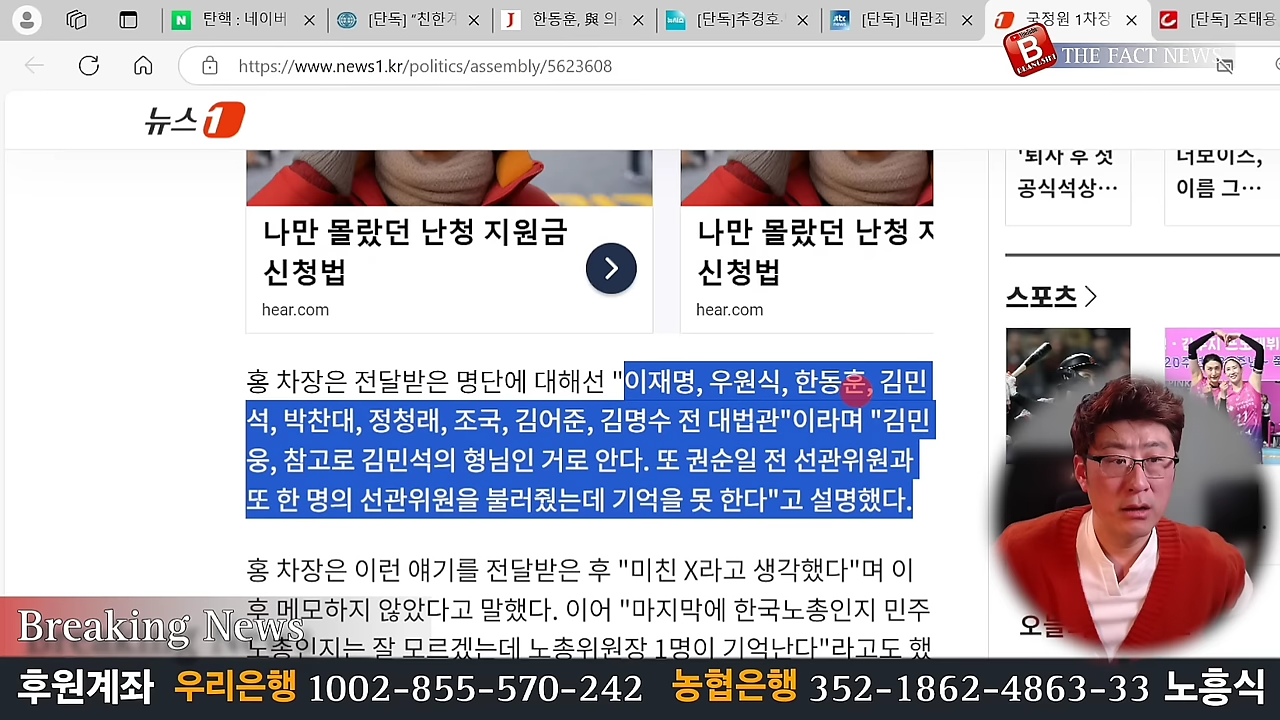 탄핵 : 네이버
[단독] "친한계
한동훈, 與 의
[단독]추경호
[단독] 내란죄
국정원 1차장
[단독] 조태용
https://www.news1.kr/politics/assembly/5623608
THE FACT NEWS
뉴스1
'퇴사 후 첫
공식석상…
너모이스,
이름 그…
나만 몰랐던 난청 지원금
신청법
hear.com
나만 몰랐던 난청 지
신청법
hear.com
스포츠
홍 차장은 전달받은 명단에 대해선 "이재명, 우원식, 한동훈, 김민
석, 박찬대, 정청래, 조국, 김어준, 김명수 전 대법관"이라며 "김민
웅, 참고로 김민석의 형님인 거로 안다. 또 권순일 전 선관위원과
또 한 명의 선관위원을 불러줬는데 기억을 못 한다"고 설명했다.
홍 차장은 이런 얘기를 전달받은 후 "미친 X라고 생각했다"며 이
후 메모하지 않았다고 말했다. 이어 "마지막에 한국노총인지 민주
노총인지는 잘 모르겠는데 노총위원장 1명이 기억난다"라고도 했
Breaking News
후원계좌 우리은행 1002-855-570-242 농협은행 352-1862-4863-33 노흥식